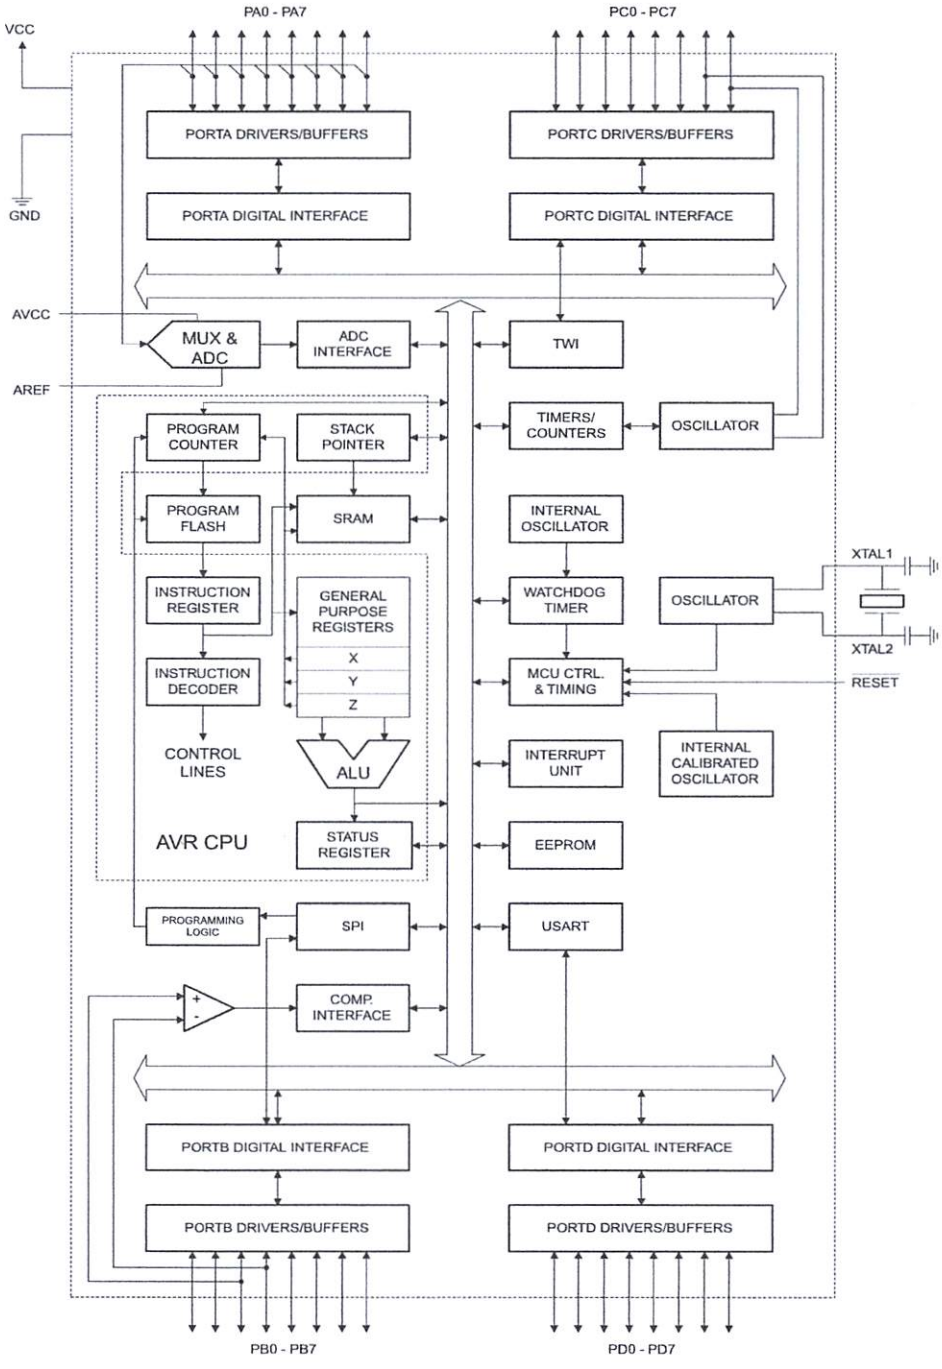 PA0 - PA7
PC0 - PC7
VCC
PORTA DRIVERS/BUFFERS
PORTC DRIVERS/BUFFERS
GND
PORTA DIGITAL INTERFACE
PORTC DIGITAL INTERFACE
AVCC
MUX &
ADC
ADC
INTERFACE
TWI
AREF
PROGRAM
COUNTER
STACK
POINTER
TIMERS/
COUNTERS
OSCILLATOR
PROGRAM
FLASH
SRAM
INTERNAL
OSCILLATOR
XTAL1
INSTRUCTION
REGISTER
GENERAL
PURPOSE
REGISTERS
WATCHDOG
TIMER
OSCILLATOR
XTAL2
X
Y
Z
INSTRUCTION
DECODER
MCU CTRL.
& TIMING
RESET
CONTROL
LINES
ALU
INTERRUPT
UNIT
INTERNAL
CALIBRATED
OSCILLATOR
AVR CPU
STATUS
REGISTER
EEPROM
PROGRAMMING
LOGIC
SPI
USART
+
-
COMP.
INTERFACE
PORTB DIGITAL INTERFACE
PORTD DIGITAL INTERFACE
PORTB DRIVERS/BUFFERS
PORTD DRIVERS/BUFFERS
PB0 - PB7
PD0 - PD7